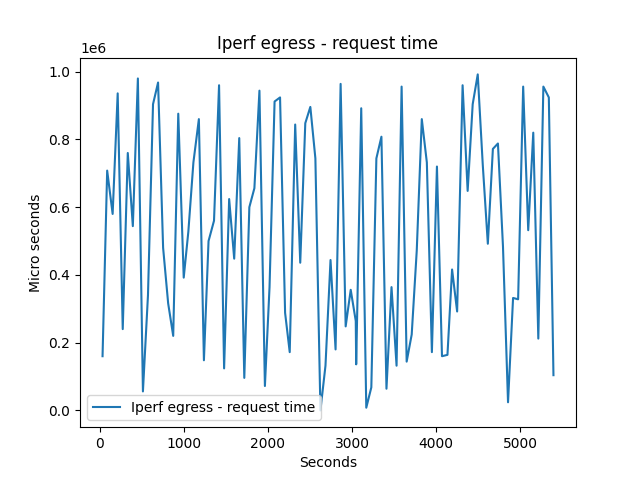 Iperf egress - request time
1e6
1.0
0.8
0.6
0.4
0.2
0.0
Micro seconds
Iperf egress - request time
0 1000 2000 3000 4000 5000
Seconds